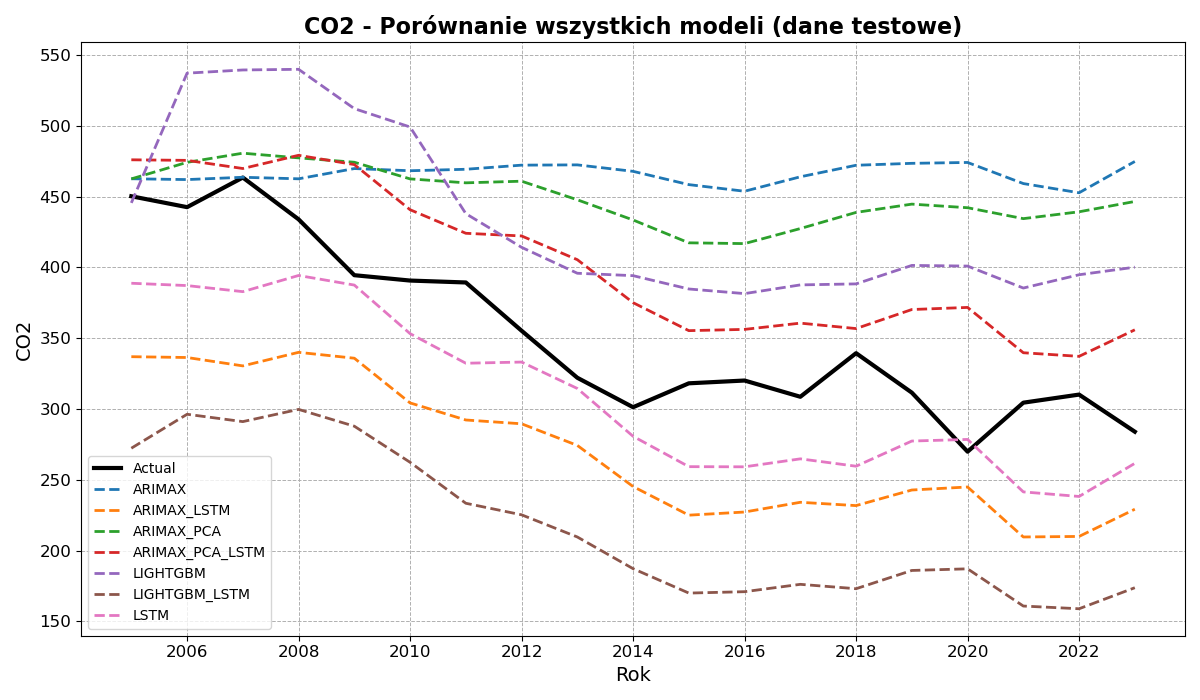 CO2 - Porównanie wszystkich modeli (dane testowe)
550
500
450
400
350
300
250
200
150
CO2
Actual
ARIMAX
ARIMAX_LSTM
ARIMAX_PCA
ARIMAX_PCA_LSTM
LIGHTGBM
LIGHTGBM_LSTM
LSTM
2006 2008 2010 2012 2014 2016 2018 2020 2022
Rok